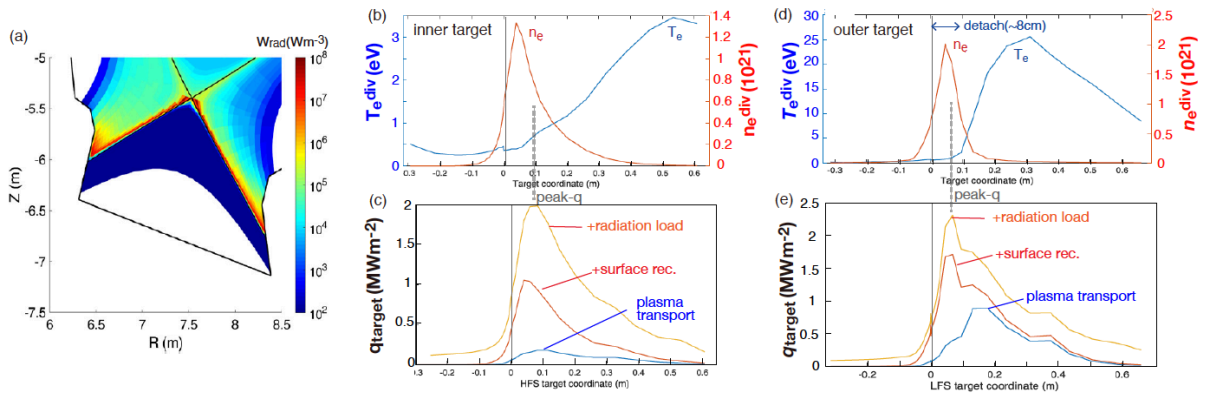 (a)
Wrad(Wm-3)
-5
-5.5
-6
-6.5
-7
-7.5
Z (m)
6 6.5 7 7.5 8 8.5
R (m)
10^8
10^7
10^6
10^5
10^4
10^3
10^2
(b)
inner target
ne
Te
Te^div (eV)
3
2
1
0
ne^div (10^21)
1.4
1.2
1.0
0.8
0.6
0.4
0.2
0
-0.3 -0.2 -0.1 0 0.1 0.2 0.3 0.4 0.5 0.6
Target coordinate (m)
peak-q
(c)
+radiation load
+surface rec.
plasma
transport
qtarget (MWm-2)
2
1.5
1
0.5
0
0.3 -0.2 -0.1 0 0.1 0.2 0.3 0.4 0.5 0.6
HFS target coordinate (m)
(d)
outer target
detach(~8cm)
ne
Te
Te^div (eV)
30
25
20
15
10
5
0
ne^div (10^21)
2.5
2.0
1.5
1.0
0.5
0
-0.3 -0.2 -0.1 0 0.1 0.2 0.3 0.4 0.5 0.6
Target coordinate (m)
peak-q
(e)
+radiation load
+surface rec.
plasma transport
qtarget (MWm-2)
2.5
2
1.5
1
0.5
0
-0.2 0 0.2 0.4 0.6
LFS target coordinate (m)